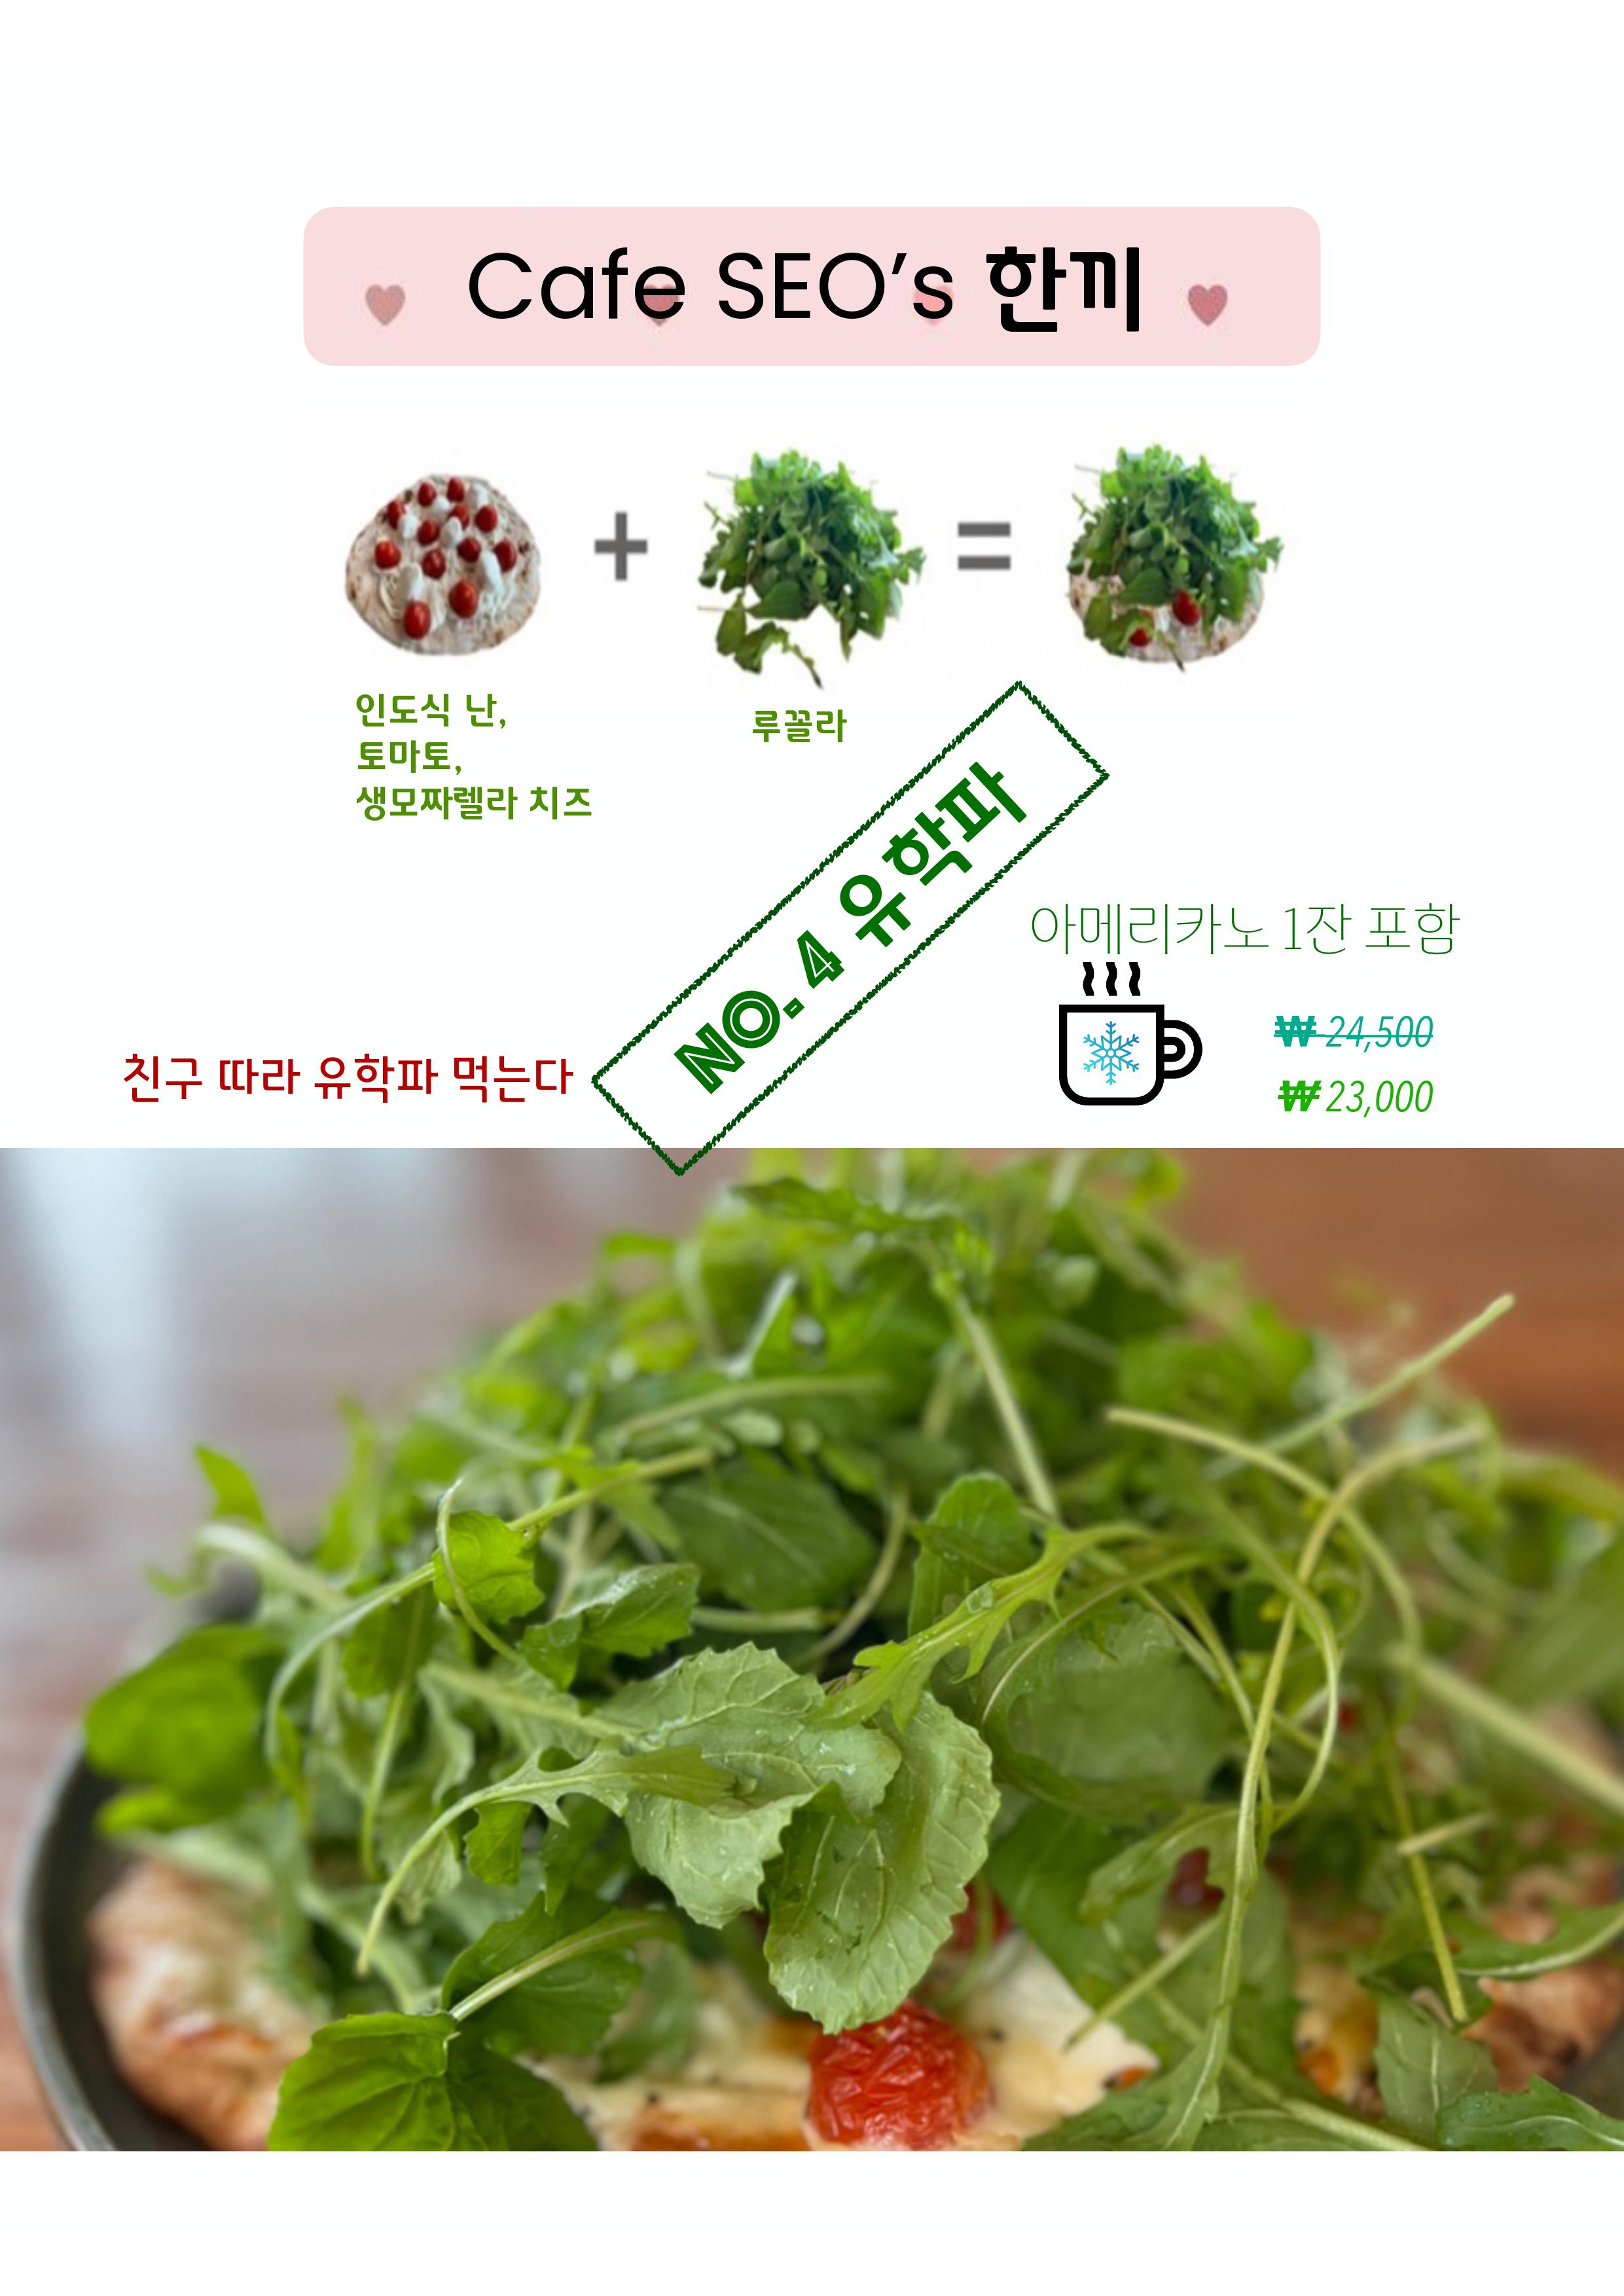 Cafe SEO's 한끼
+
=
인도식 난,
토마토,
생모짜렐라 치즈
루꼴라
NO. 4 유학파
아메리카노 1잔 포함
₩ 24,500
₩ 23,000
친구 따라 유학파 먹는다